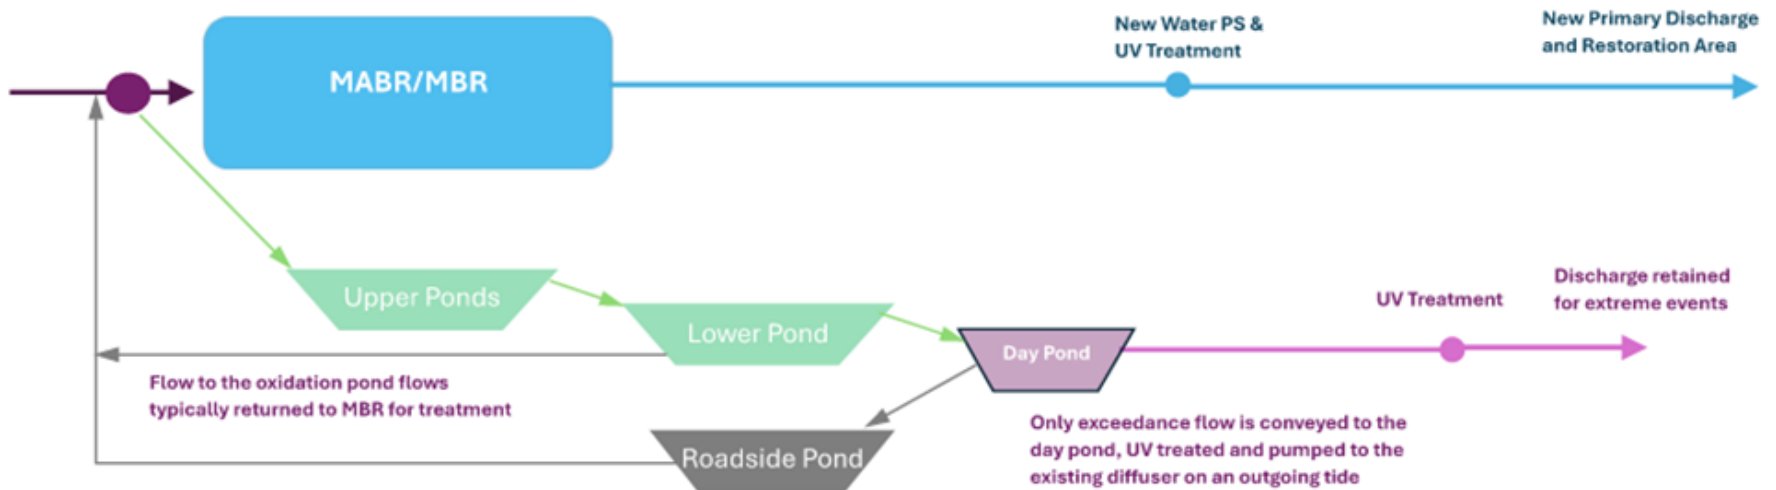 New Water PS &
UV Treatment
New Primary Discharge
and Restoration Area
MABR/MBR
Upper Ponds
Lower Pond
Day Pond
UV Treatment
Discharge retained
for extreme events
Flow to the oxidation pond flows
typically returned to MBR for treatment
Roadside Pond
Only exceedance flow is conveyed to the
day pond, UV treated and pumped to the
existing diffuser on an outgoing tide